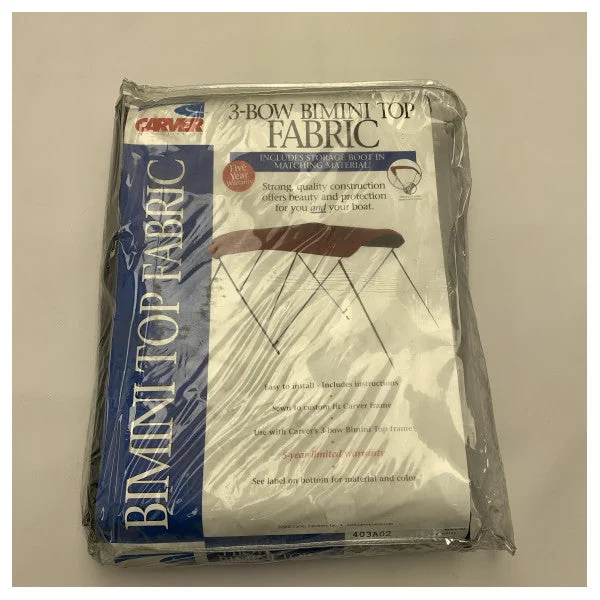 CARVER
3-BOW BIMINI TOP
FABRIC
INCLUDES STORAGE BOOT IN
MATCHING MATERIAL!
Five
Year
Warranty
Strong, quality construction
offers beauty and protection
for you and your boat.
BIMINI TOP FABRIC
Easy to install - Includes instructions
Sewn to custom fit Carver frame
Use with Carver's 3-bow Bimini Top frame
5-year limited warranty
See label on bottom for material and color
403A02